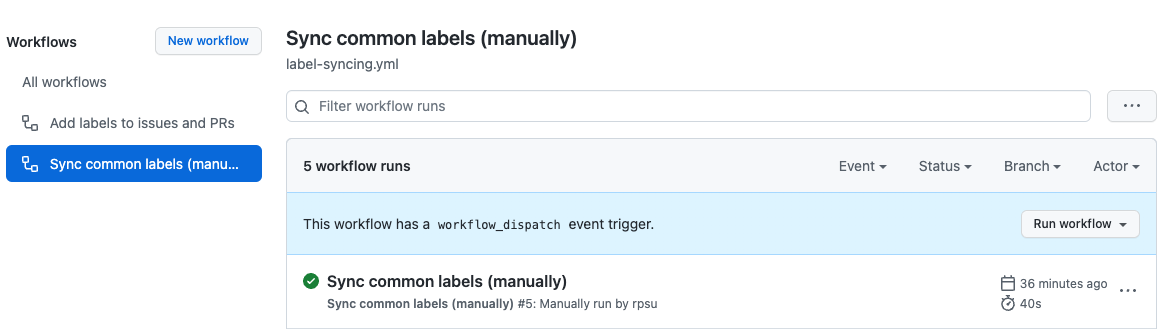 Workflows
New workflow
All workflows
Add labels to issues and PRs
Sync common labels (manu...
Sync common labels (manually)
label-syncing.yml
Filter workflow runs
5 workflow runs
Event
Status
Branch
Actor
This workflow has a workflow_dispatch event trigger.
Run workflow
Sync common labels (manually)
Sync common labels (manually) #5: Manually run by rpsu
36 minutes ago
40s